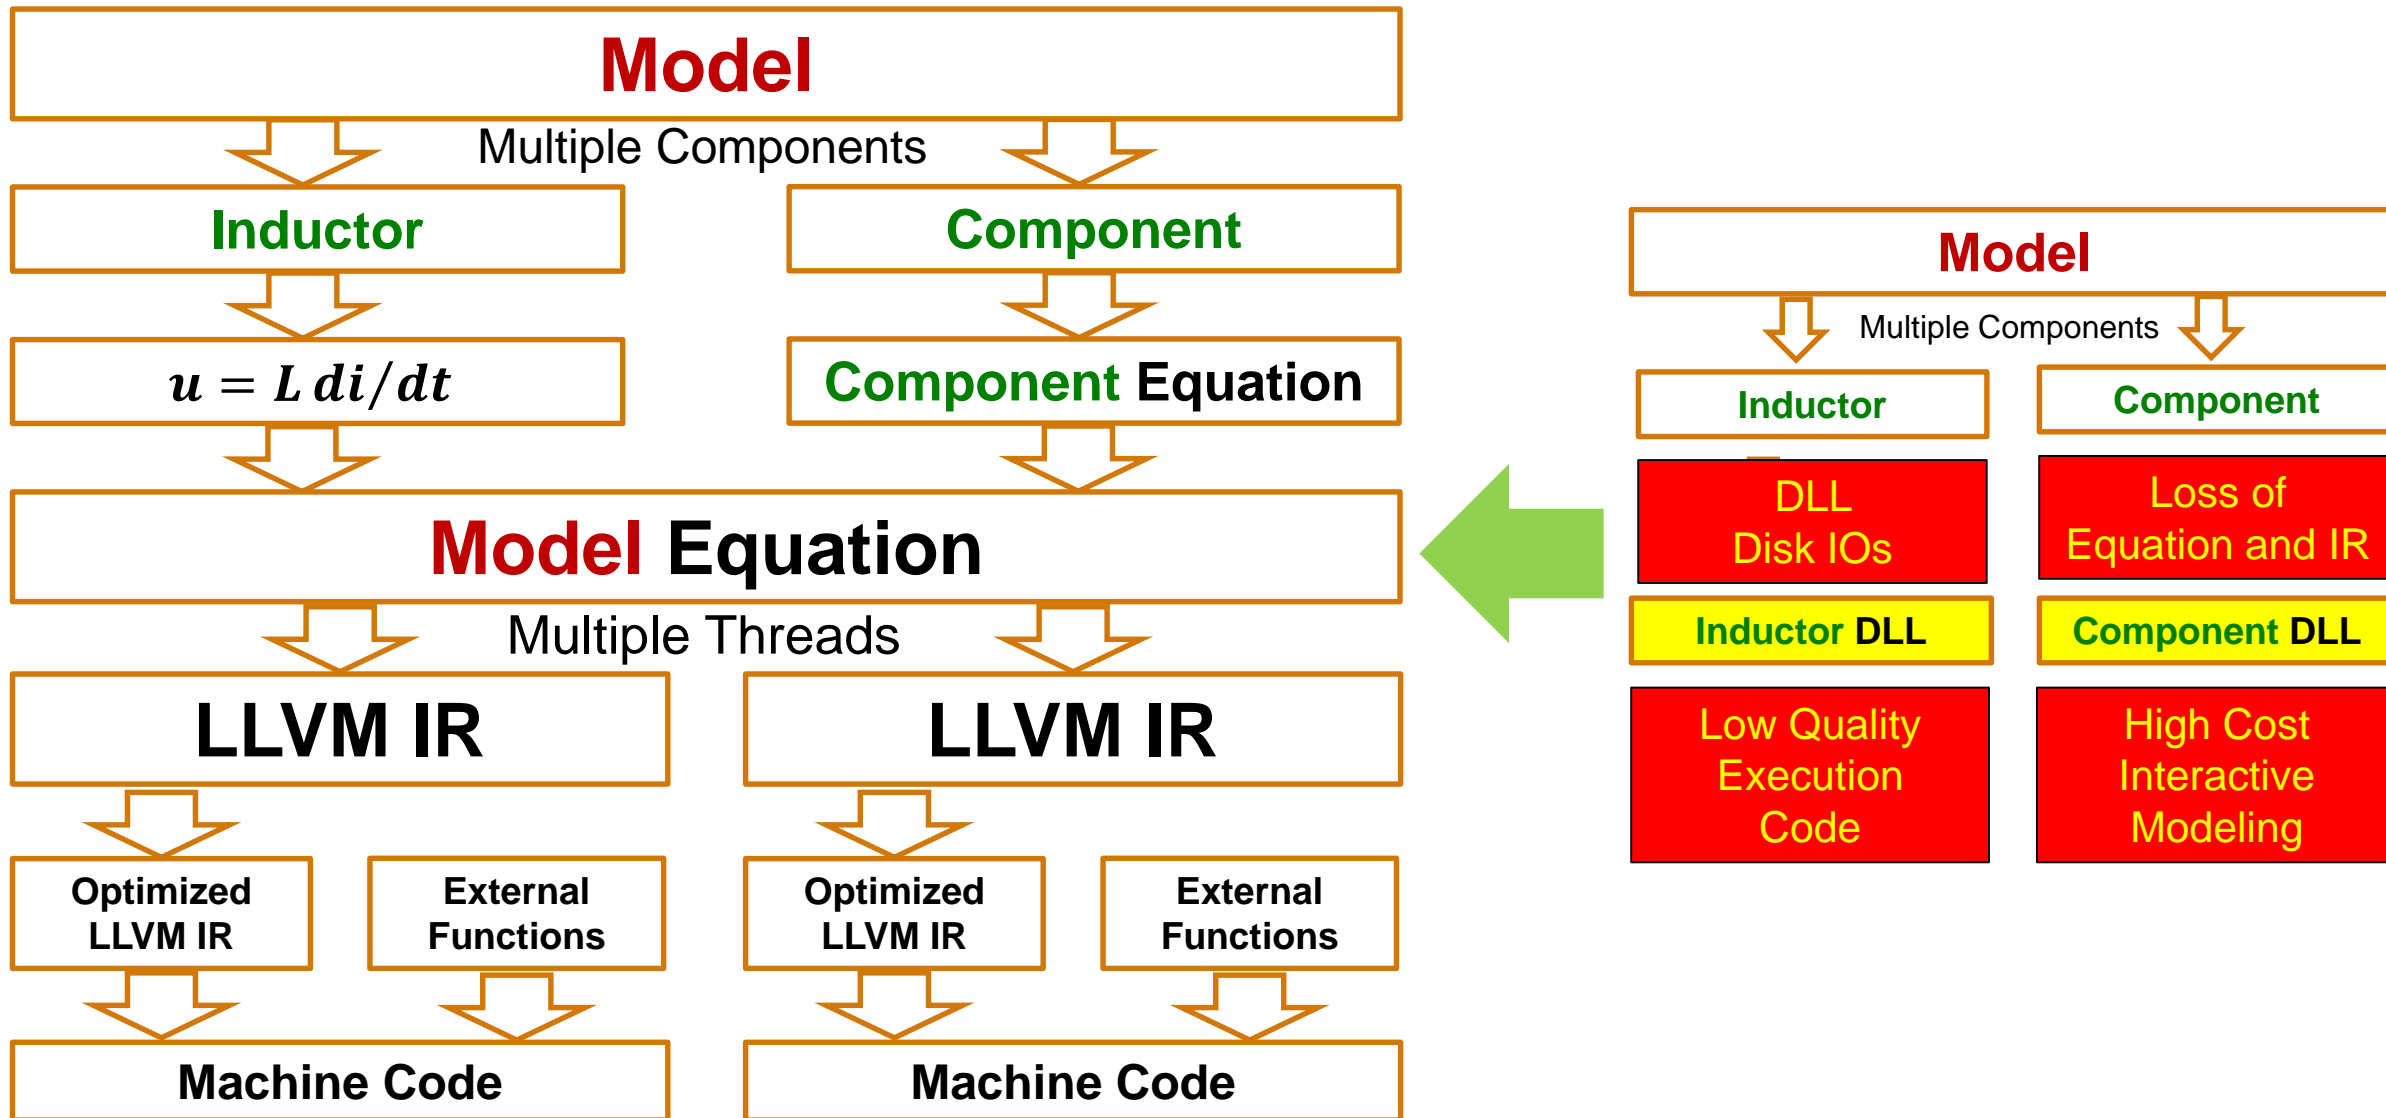 Model
Multiple Components
Inductor
Component
u = L di/dt
Component Equation
Model Equation
Multiple Threads
LLVM IR
LLVM IR
Optimized
LLVM IR
External
Functions
Optimized
LLVM IR
External
Functions
Machine Code
Machine Code
Model
Multiple Components
Inductor
Component
DLL
Disk IOs
Loss of
Equation and IR
Inductor DLL
Component DLL
Low Quality
Execution
Code
High Cost
Interactive
Modeling